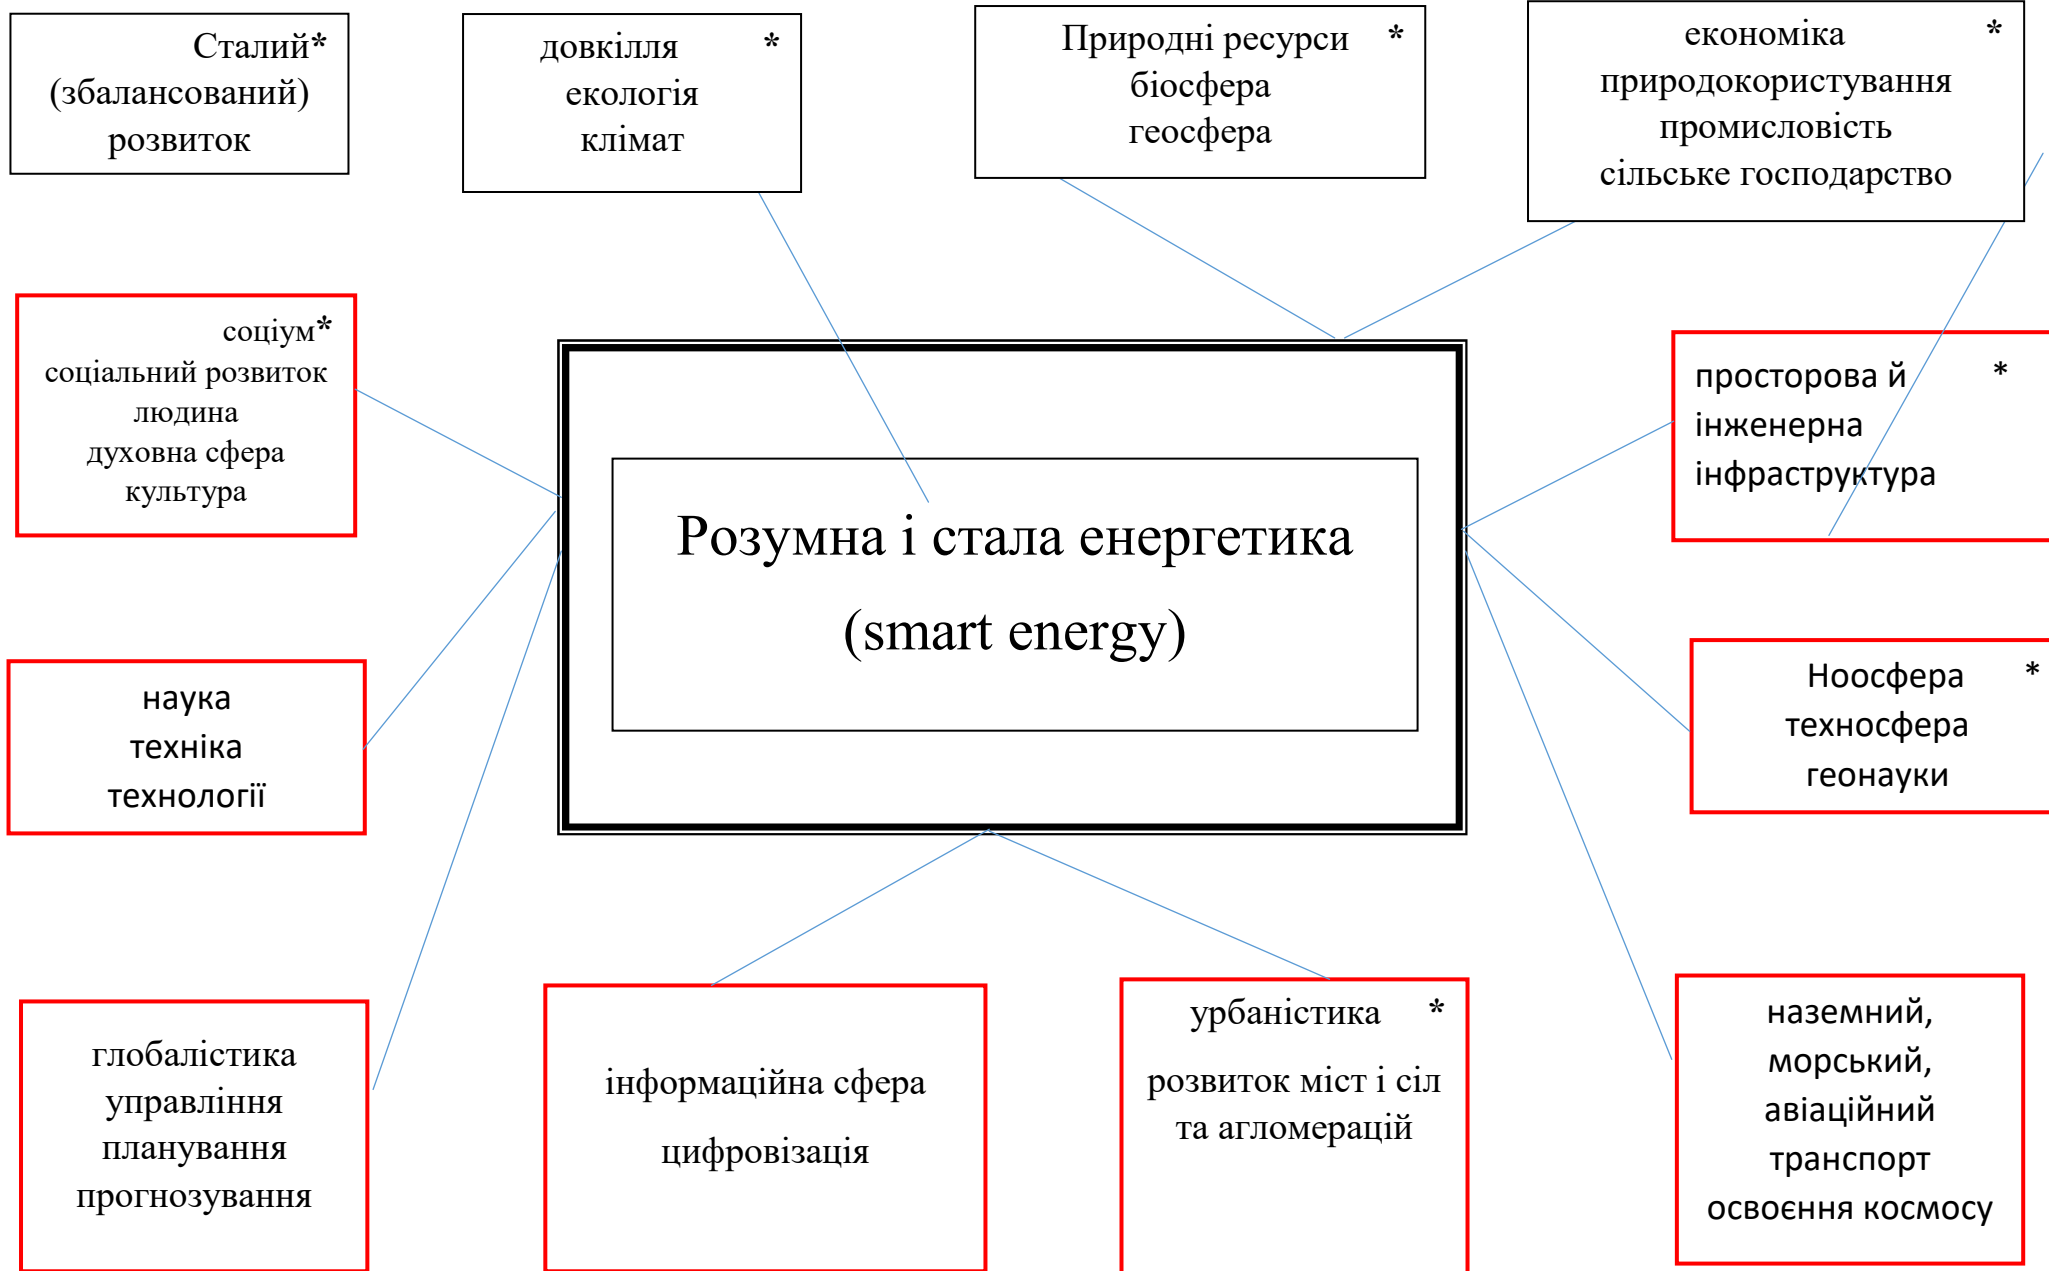 Сталий*
(збалансований)
розвиток
довкілля *
екологія
клімат
Природні ресурси *
біосфера
геосфера
економіка *
природокористування
промисловість
сільське господарство
соціум*
соціальний розвиток
людина
духовна сфера
культура
Розумна і стала енергетика
(smart energy)
просторова й *
інженерна
інфраструктура
наука
техніка
технології
Ноосфера *
техносфера
геонауки
глобалістика
управління
планування
прогнозування
інформаційна сфера
цифровізація
урбаністика *
розвиток міст і сіл
та агломерацій
наземний,
морський,
авіаційний
транспорт
освоєння космосу